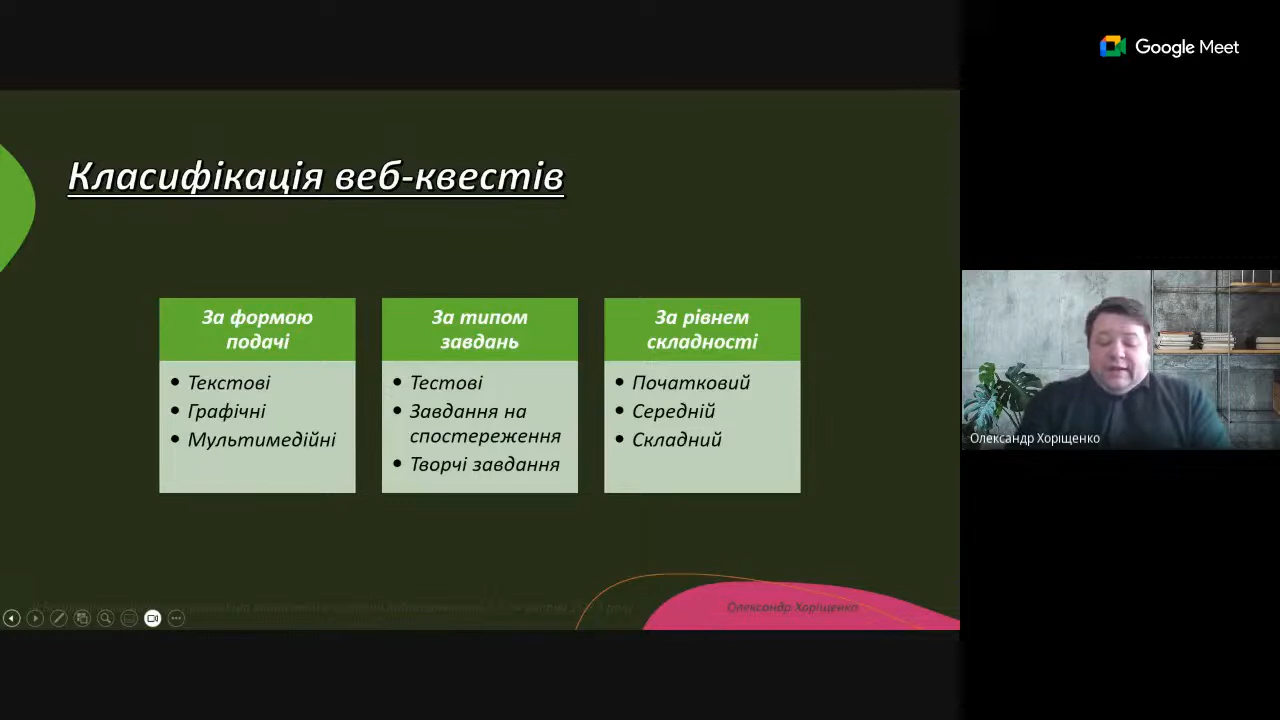 Google Meet
Класифікація веб-квестів
За формою
подачі
Текстові
Графічні
Мультимедійні
За типом
завдань
Тестові
Завдання на
спостереження
Творчі завдання
За рівнем
складності
Початковий
Середній
Складний
Олександр Хоріщенко
Олександр Хоріщенко